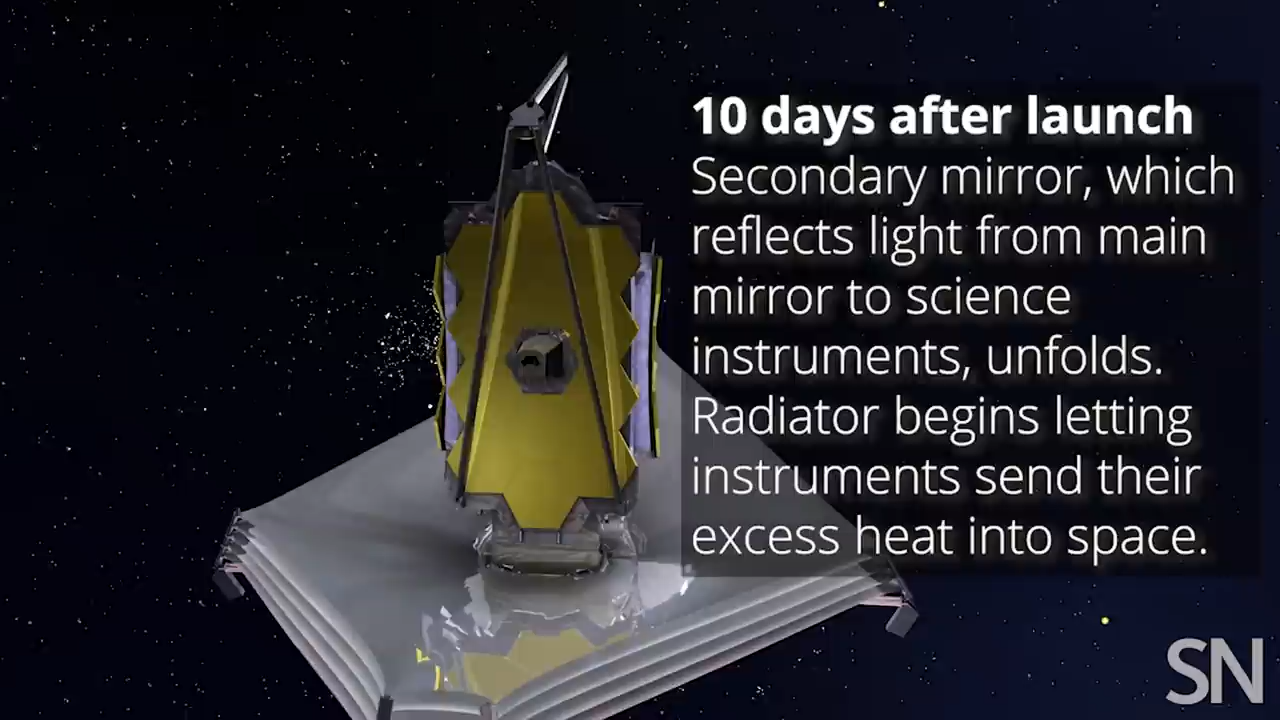 10 days after launch
Secondary mirror, which
reflects light from main
mirror to science
instruments, unfolds.
Radiator begins letting
instruments send their
excess heat into space.
SN